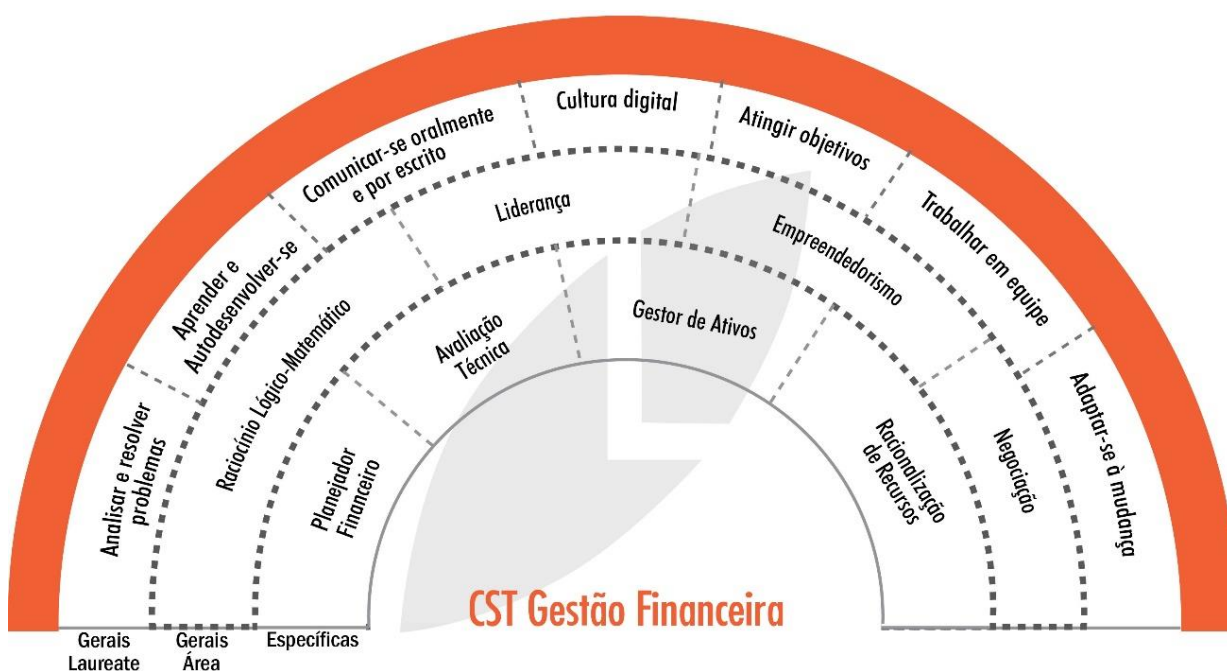 Analisar e resolver
problemas
Aprender e
Autodesenvolver-se
Comunicar-se oralmente
e por escrito
Cultura digital
Atingir objetivos
Trabalhar em equipe
Adaptar-se à mudança
Raciocínio Lógico-Matemático
Liderança
Empreendedorismo
Negociação
Planejador
Financeiro
Avaliação
Técnica
Gestor de Ativos
Racionalização
de Recursos
CST Gestão Financeira
Gerais
Laureate
Gerais
Área
Específicas